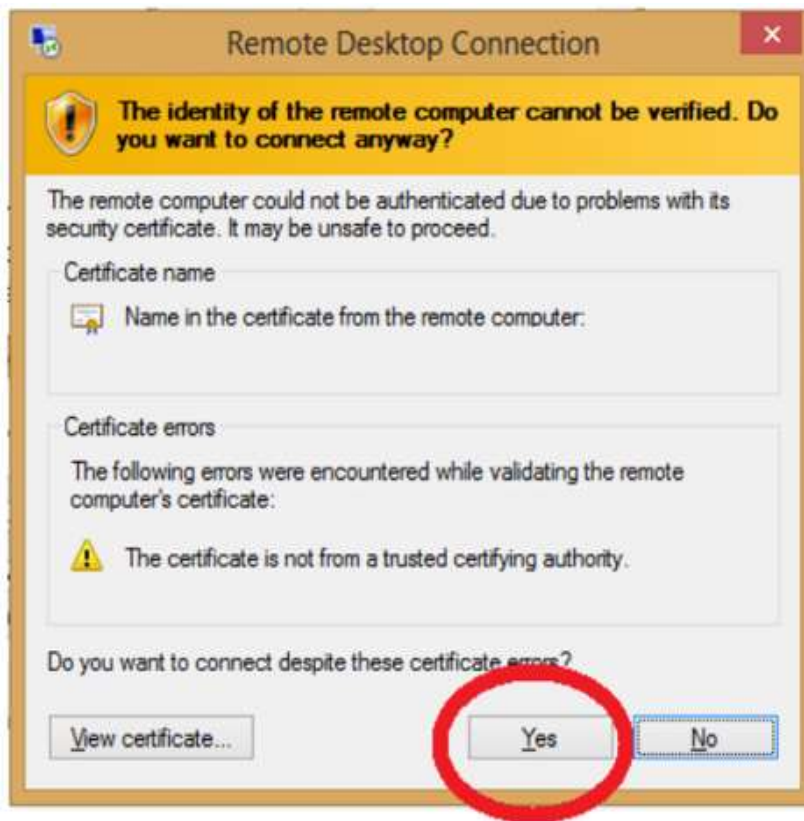 Remote Desktop Connection
The identity of the remote computer cannot be verified. Do
you want to connect anyway?
The remote computer could not be authenticated due to problems with its
security certificate. It may be unsafe to proceed.
Certificate name
Name in the certificate from the remote computer:
Certificate errors
The following errors were encountered while validating the remote
computer's certificate:
The certificate is not from a trusted certifying authority.
Do you want to connect despite these certificate errors?
View certificate...
Yes
No